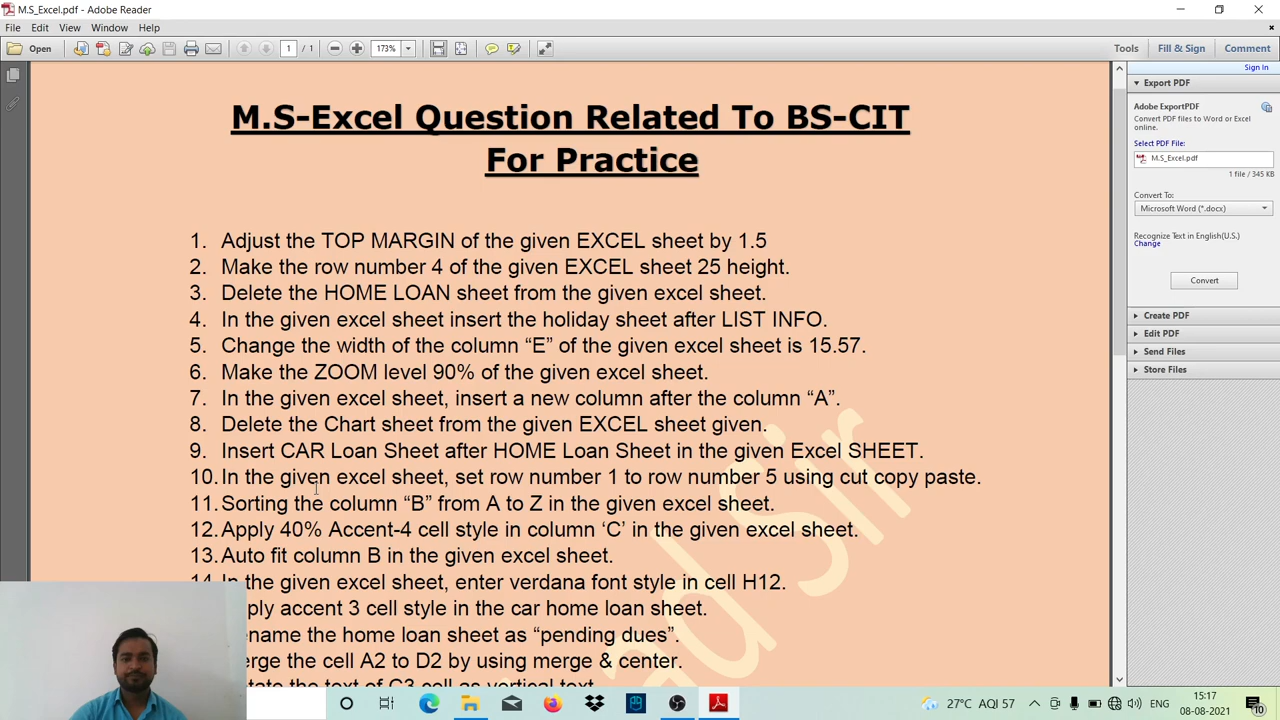 M.S_Excel.pdf - Adobe Reader
File Edit View Window Help
Open 1 / 1 173% Tools Fill & Sign Comment
Sign In
M.S-Excel Question Related To BS-CIT
For Practice
1. Adjust the TOP MARGIN of the given EXCEL sheet by 1.5
2. Make the row number 4 of the given EXCEL sheet 25 height.
3. Delete the HOME LOAN sheet from the given excel sheet.
4. In the given excel sheet insert the holiday sheet after LIST INFO.
5. Change the width of the column “E” of the given excel sheet is 15.57.
6. Make the ZOOM level 90% of the given excel sheet.
7. In the given excel sheet, insert a new column after the column “A”.
8. Delete the Chart sheet from the given EXCEL sheet given.
9. Insert CAR Loan Sheet after HOME Loan Sheet in the given Excel SHEET.
10. In the given excel sheet, set row number 1 to row number 5 using cut copy paste.
11. Sorting the column “B” from A to Z in the given excel sheet.
12. Apply 40% Accent-4 cell style in column ‘C’ in the given excel sheet.
13. Auto fit column B in the given excel sheet.
14. In the given excel sheet, enter verdana font style in cell H12.
accent 3 cell style in the car home loan sheet.
the home loan sheet as “pending dues”.
the cell A2 to D2 by using merge & center.
the text of C3 cell as vertical text.
ad Sir
Export PDF
Adobe ExportPDF
Convert PDF files to Word or Excel
online.
Select PDF File:
M.S_Excel.pdf
1 file / 345 KB
Convert To:
Microsoft Word (*.docx)
Recognize Text in English(U.S.)
Change
Convert
Create PDF
Edit PDF
Send Files
Store Files
27°C AQI 57
15:17
08-08-2021
10